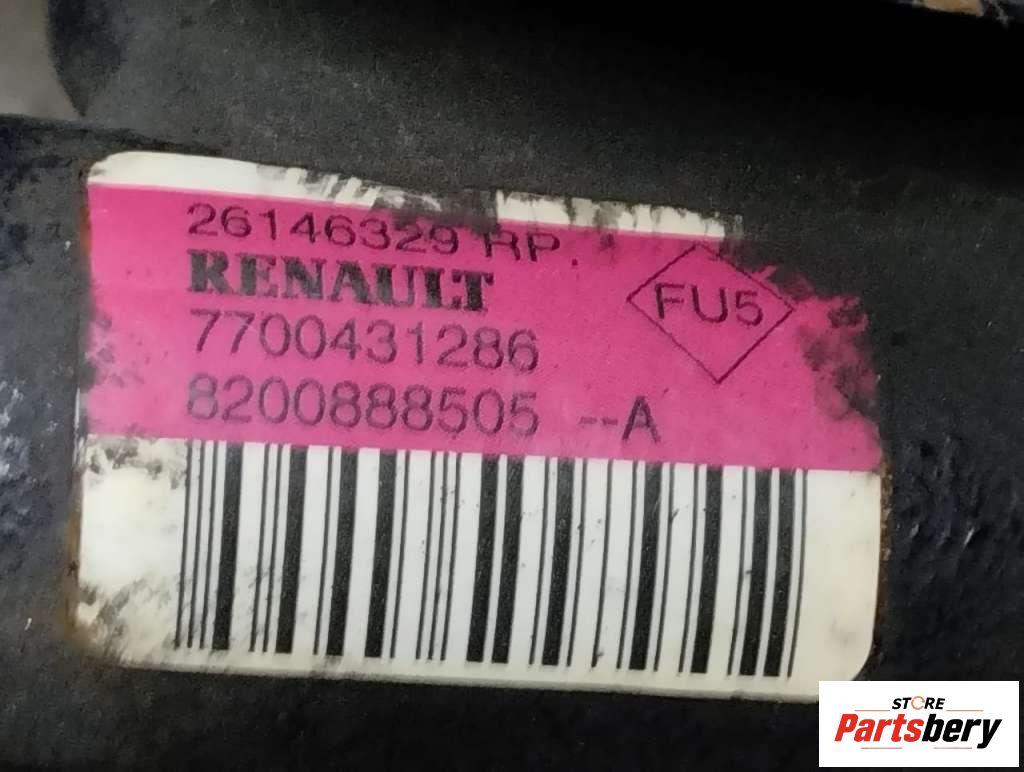 26146329 RP.
RENAULT
FU5
7700431286
8200888505 --A
STORE
Partsbery